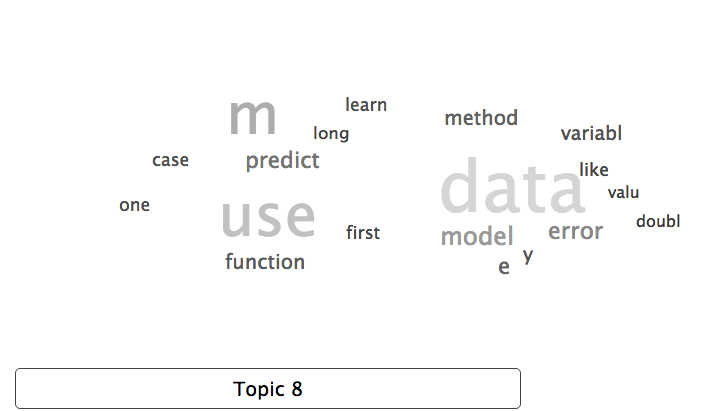 m
learn
long
method
variabl
case
predict
like
data
valu
one
use
first
doubl
model
error
function
e
y
Topic 8